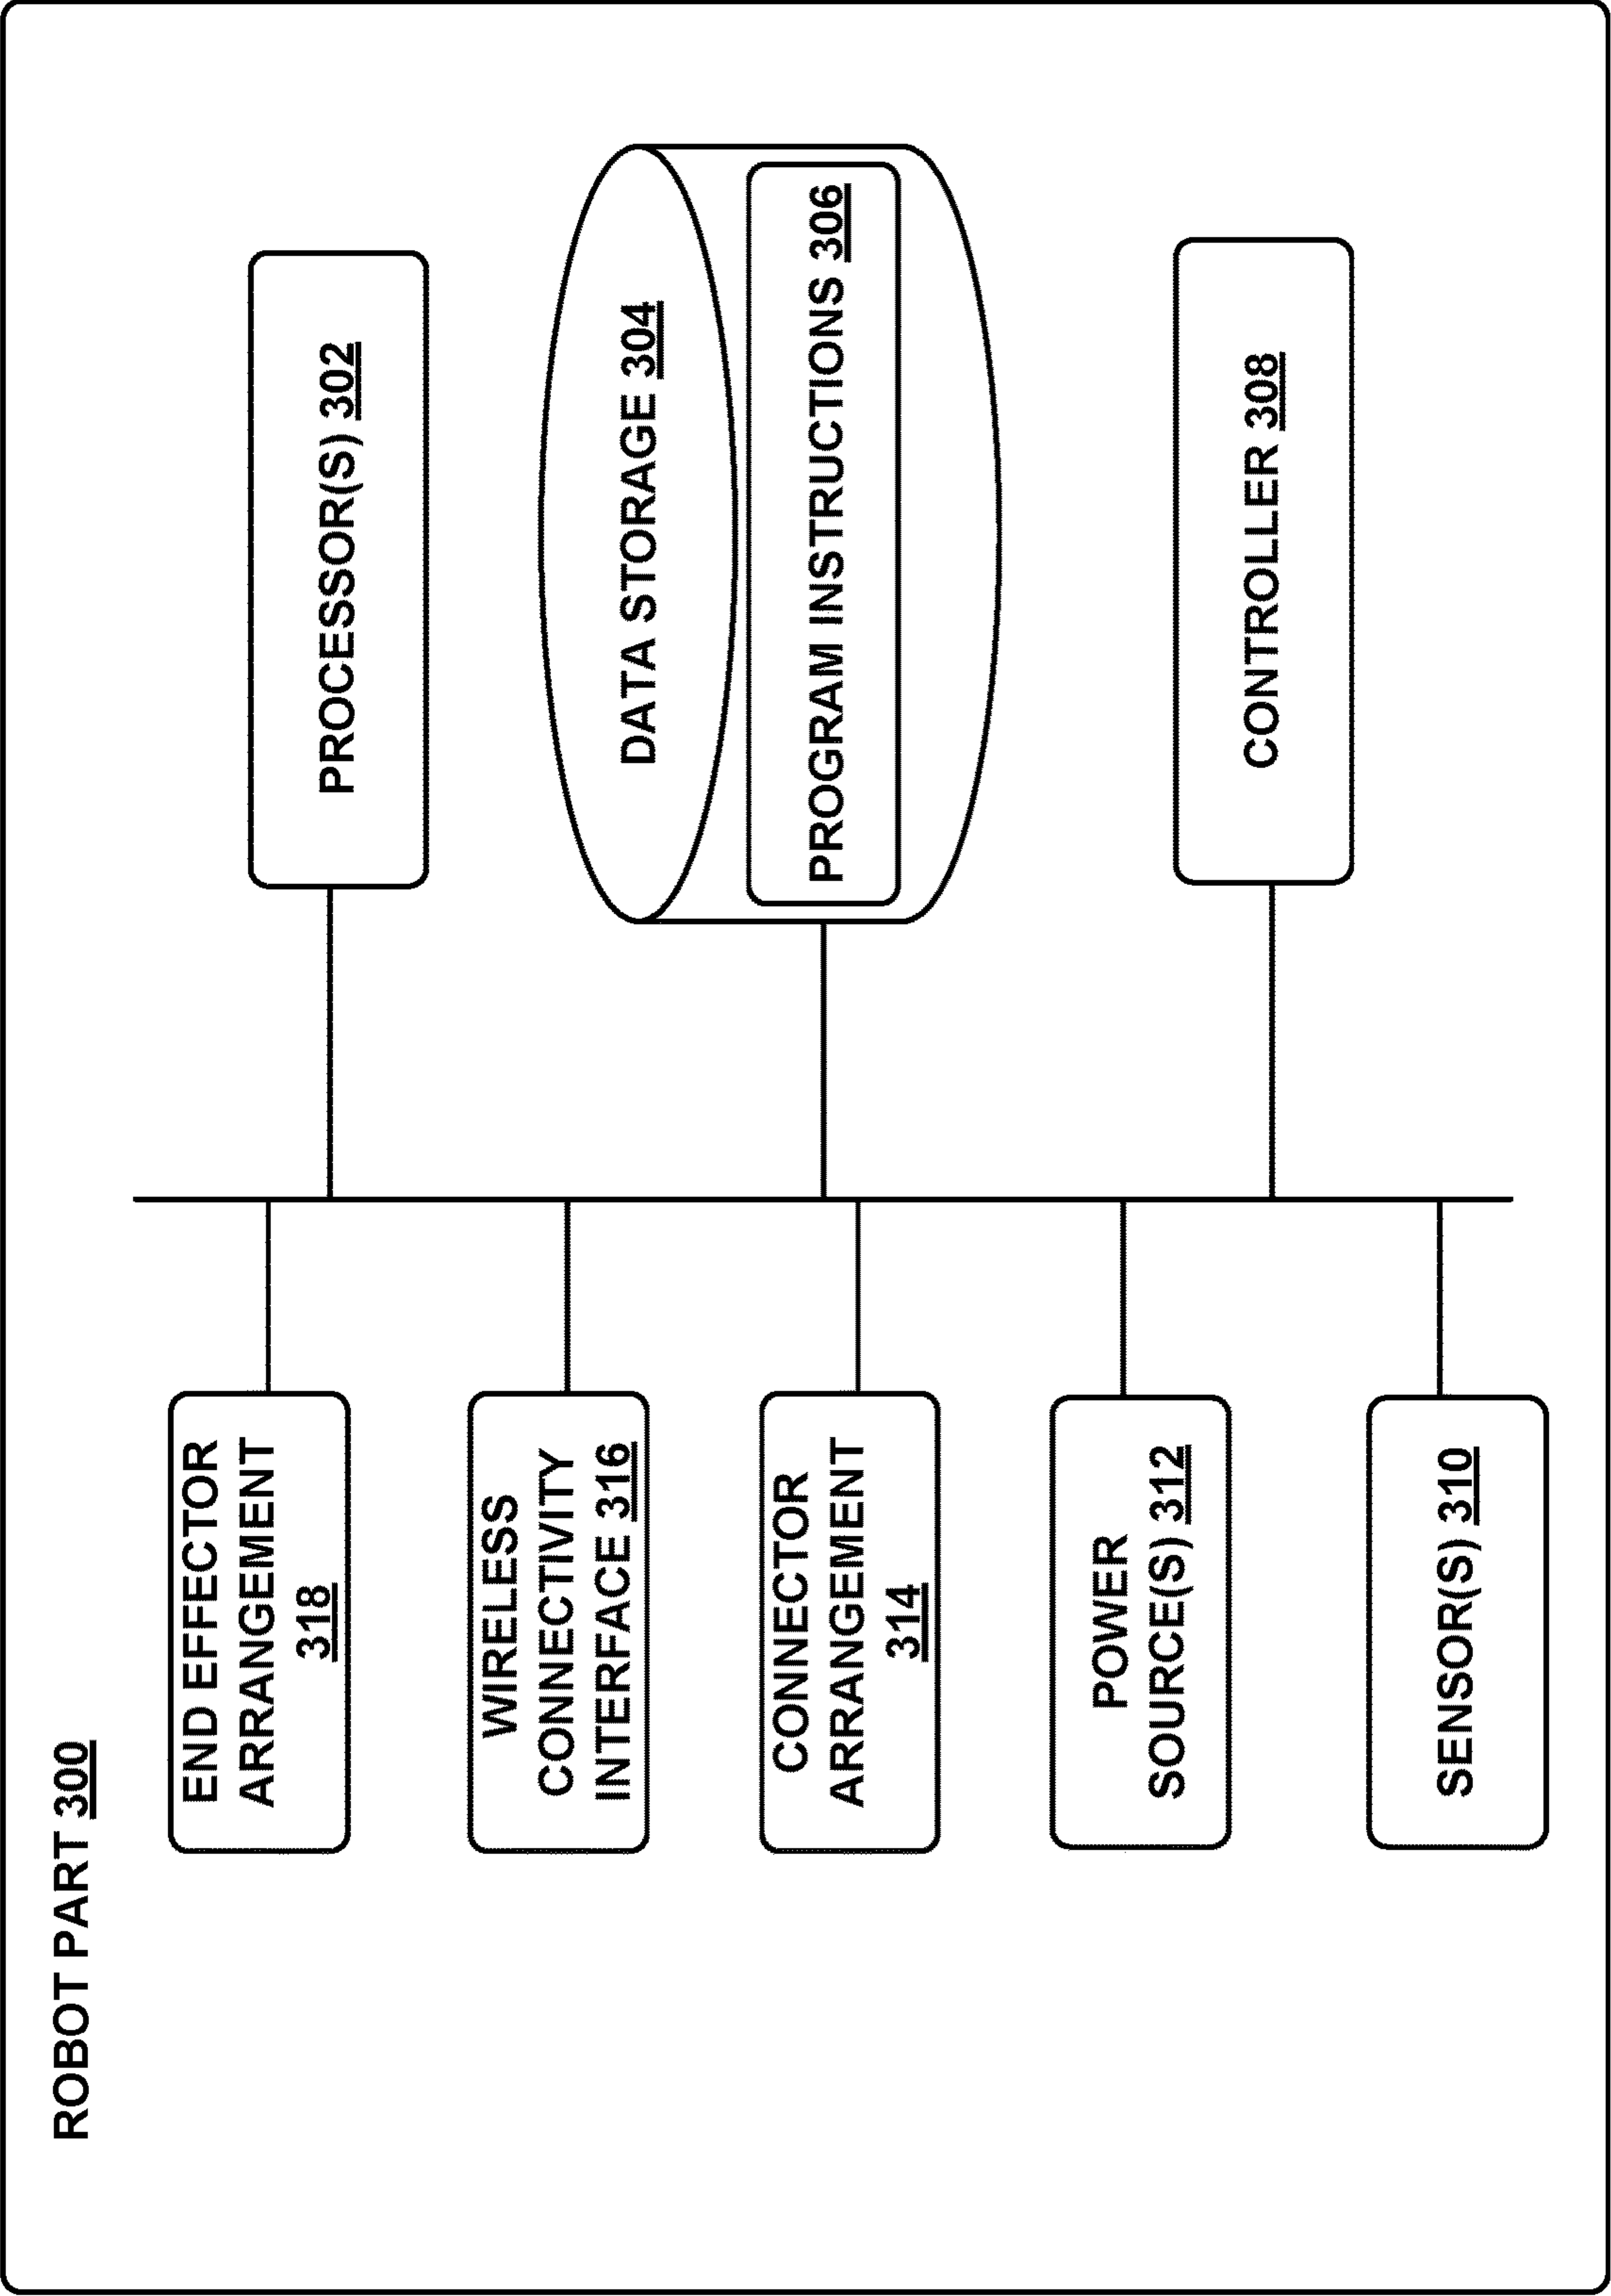 ROBOT PART 300
END EFFECTOR
ARRANGEMENT
318
WIRELESS
CONNECTIVITY
INTERFACE 316
CONNECTOR
ARRANGEMENT
314
POWER
SOURCE(S) 312
SENSOR(S) 310
PROCESSOR(S) 302
DATA STORAGE 304
PROGRAM INSTRUCTIONS 306
CONTROLLER 308